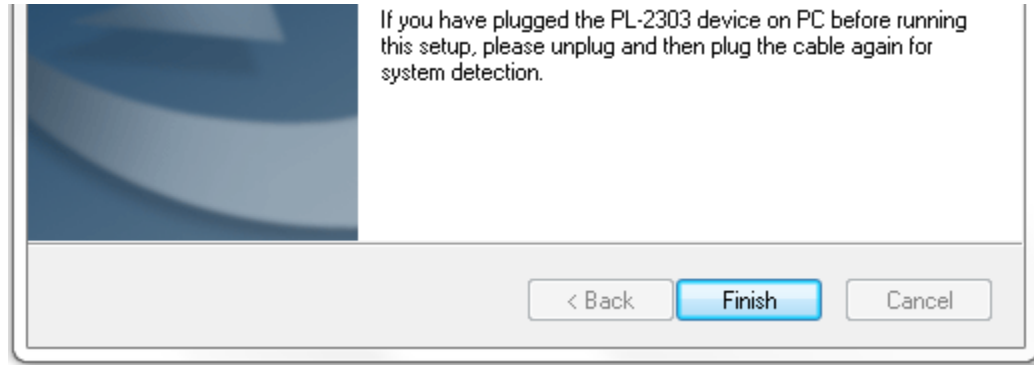 If you have plugged the PL-2303 device on PC before running
this setup, please unplug and then plug the cable again for
system detection.
< Back
Finish
Cancel